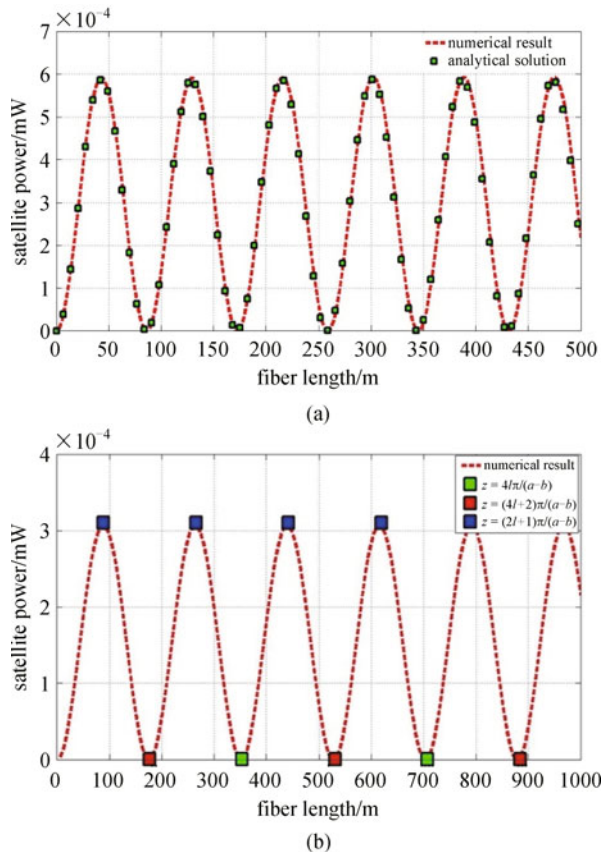 ×10⁻⁴
7
6
5
4
3
2
1
0
satellite power/mW
numerical result
analytical solution
0 50 100 150 200 250 300 350 400 450 500
fiber length/m
(a)
×10⁻⁴
4
3
2
1
0
satellite power/mW
numerical result
z = 4lπ/(a−b)
z = (4l+2)π/(a−b)
z = (2l+1)π/(a−b)
0 100 200 300 400 500 600 700 800 900 1000
fiber length/m
(b)